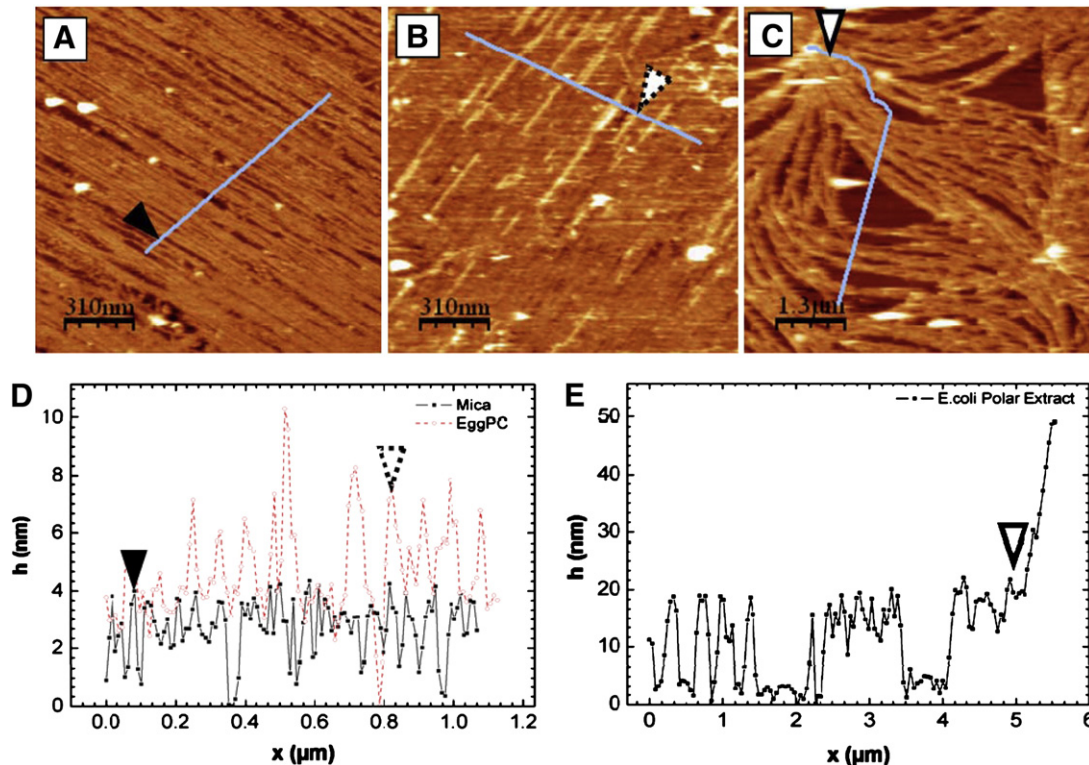 A
B
C
310nm
310nm
1.3µm
D
Mica
EggPC
10
8
6
4
2
0
h (nm)
0.0 0.2 0.4 0.6 0.8 1.0 1.2
x (µm)
E
E.coli Polar Extract
50
40
30
20
10
0
h (nm)
0 1 2 3 4 5 6
x (µm)